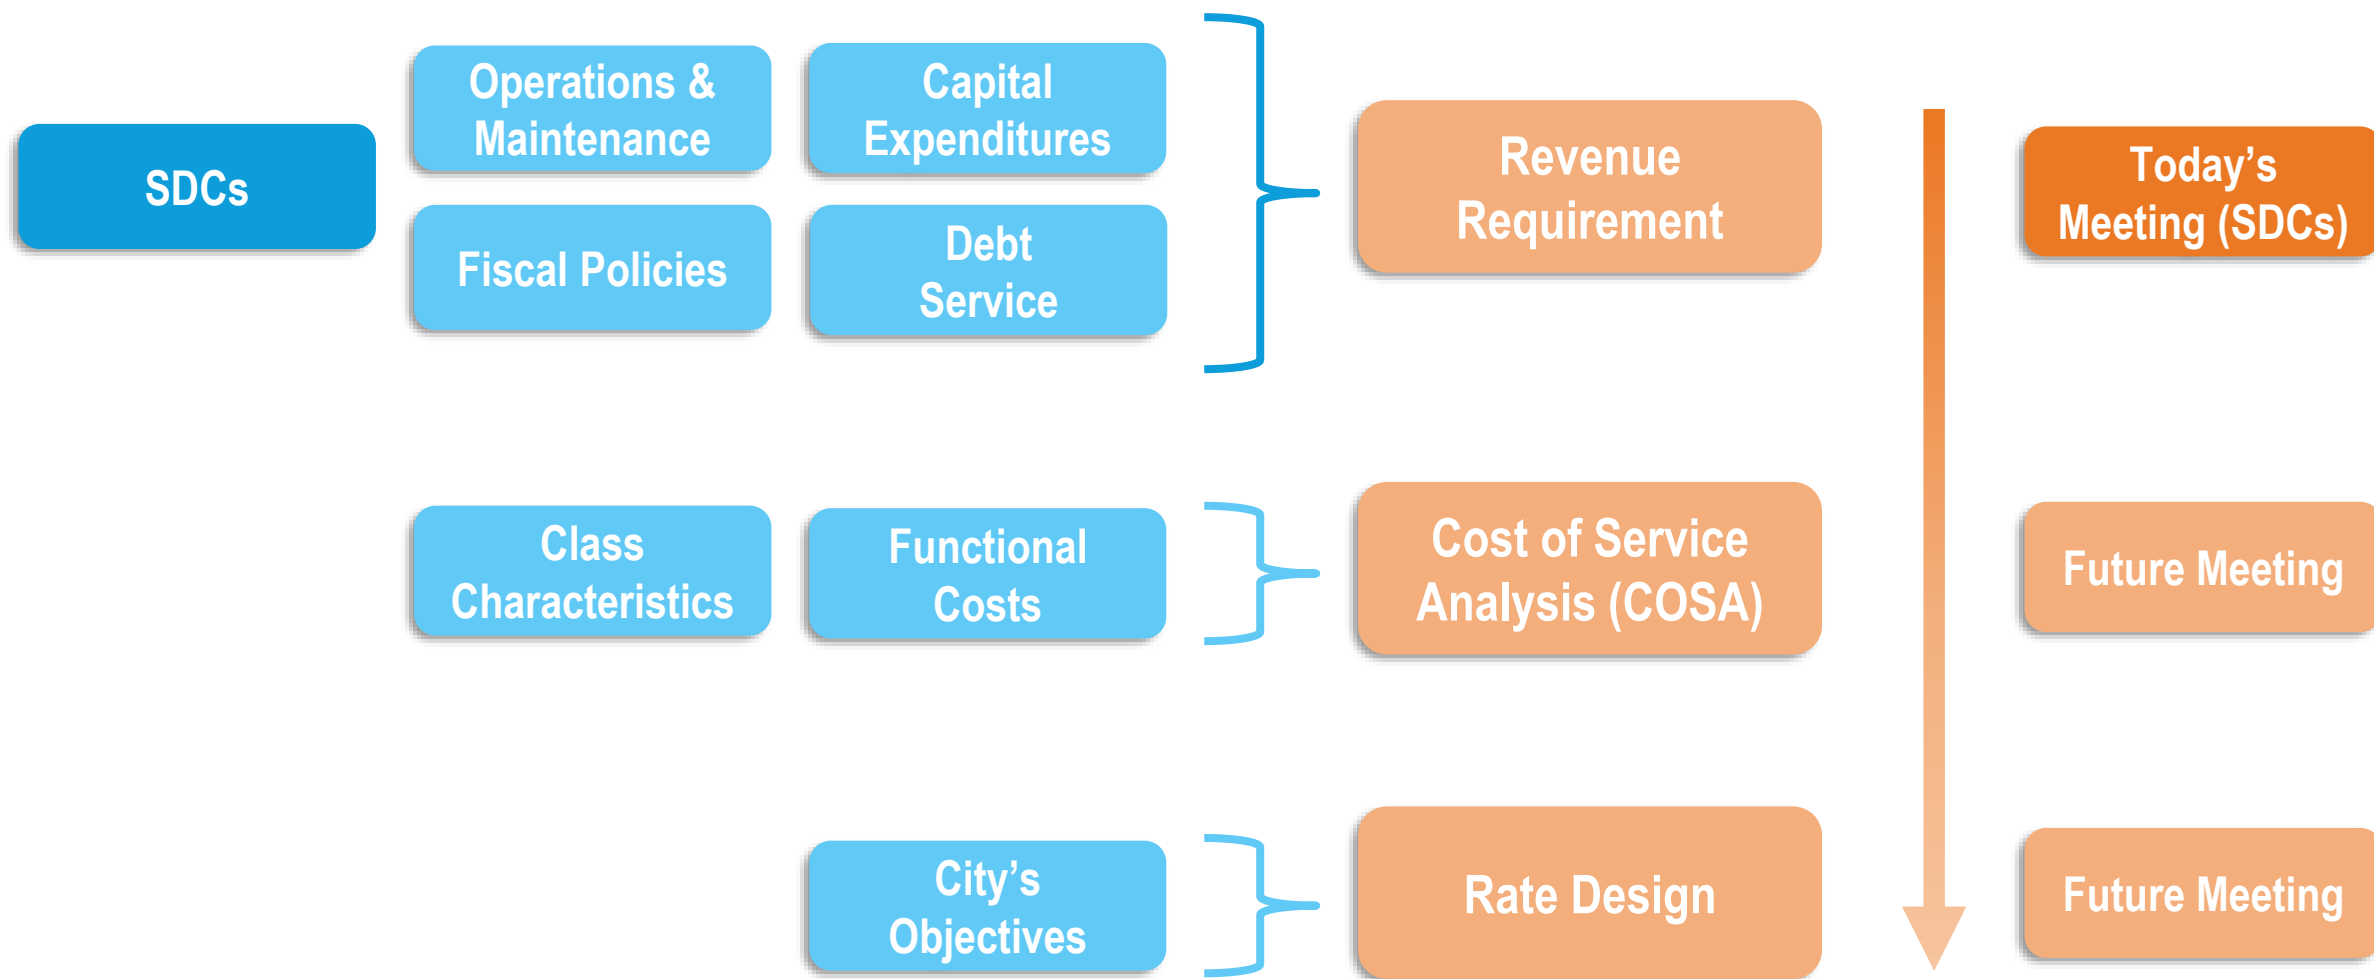 SDCs
Operations &
Maintenance
Capital
Expenditures
Fiscal Policies
Debt
Service
Revenue
Requirement
Today’s
Meeting (SDCs)
Class
Characteristics
Functional
Costs
Cost of Service
Analysis (COSA)
Future Meeting
City’s
Objectives
Rate Design
Future Meeting